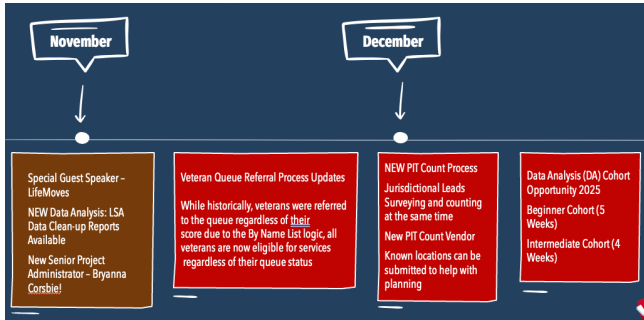 November
December
Special Guest Speaker –
LifeMoves
NEW Data Analysis: LSA
Data Clean-up Reports
Available
New Senior Project
Administrator – Bryanna
Corsbie!
Veteran Queue Referral Process Updates
While historically, veterans were referred
to the queue regardless of their
score due to the By Name List logic, all
veterans are now eligible for services
regardless of their queue status
NEW PIT Count Process
Jurisdictional Leads
Surveying and counting
at the same time
New PIT Count Vendor
Known locations can be
submitted to help with
planning
Data Analysis (DA) Cohort
Opportunity 2025
Beginner Cohort (5
Weeks)
Intermediate Cohort (4
Weeks)